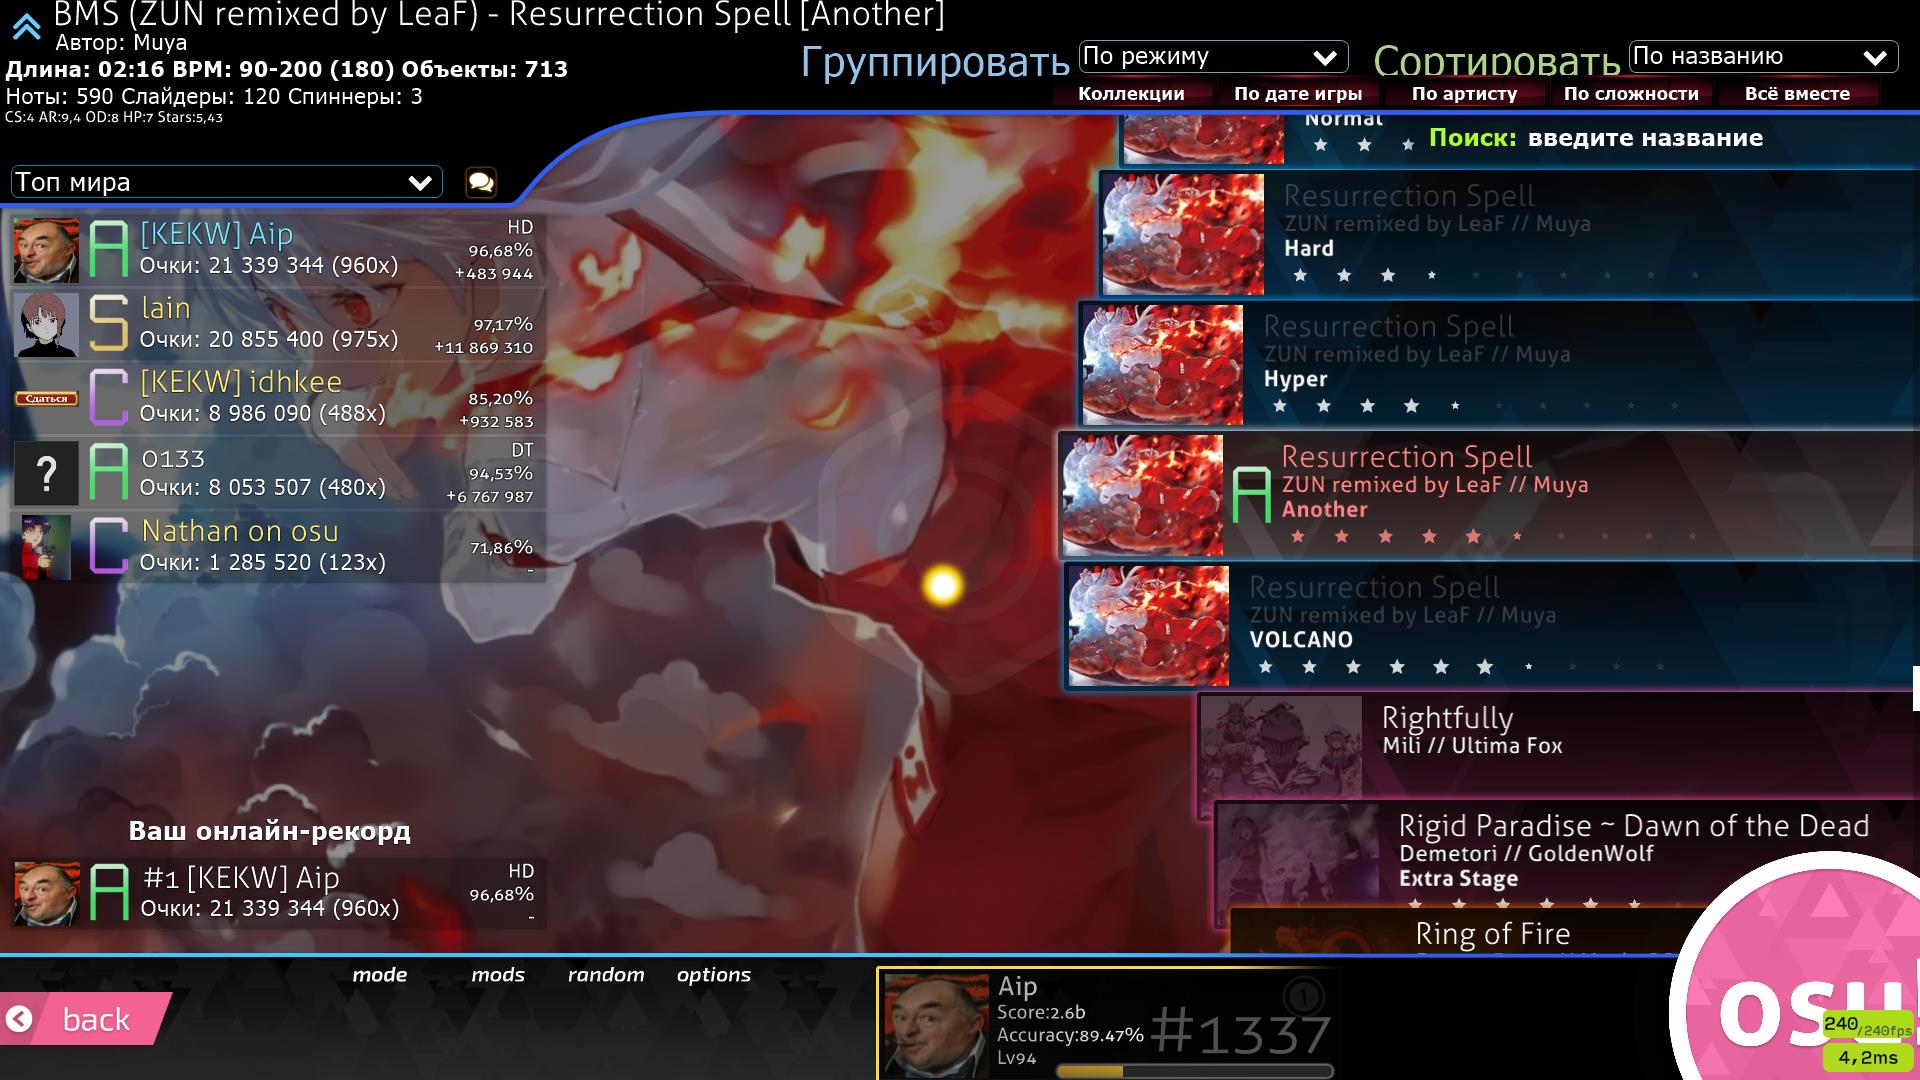 BMS (ZUN remixed by LeaF) - Resurrection Spell [Another]
Автор: Muya
Длина: 02:16 BPM: 90-200 (180) Объекты: 713
Ноты: 590 Слайдеры: 120 Спиннеры: 3
CS:4 AR:9,4 OD:8 HP:7 Stars:5,43
Группировать По режиму
Сортировать По названию
Коллекции По дате игры По артисту По сложности Всё вместе
Поиск: введите название
Топ мира
[KEKW] Aip HD
96,68%
Очки: 21 339 344 (960x)
+483 944
lain
97,17%
Очки: 20 855 400 (975x)
+11 869 310
Сдаться
[KEKW] idhkee
85,20%
Очки: 8 986 090 (488x)
+932 583
?
0133 DT
94,53%
Очки: 8 053 507 (480x)
+6 767 987
Nathan on osu
71,86%
Очки: 1 285 520 (123x)
-
Ваш онлайн-рекорд
#1 [KEKW] Aip HD
96,68%
Очки: 21 339 344 (960x)
-
Normal
Resurrection Spell
ZUN remixed by LeaF // Muya
Hard
Resurrection Spell
ZUN remixed by LeaF // Muya
Hyper
Resurrection Spell
ZUN remixed by LeaF // Muya
Another
Resurrection Spell
ZUN remixed by LeaF // Muya
VOLCANO
Rightfully
Mili // Ultima Fox
Rigid Paradise ~ Dawn of the Dead
Demetori // GoldenWolf
Extra Stage
Ring of Fire
back
mode mods random options
Aip
Score:2.6b
Accuracy:89.47%
Lv94
#1337
1
osu!
240/240fps
4,2ms